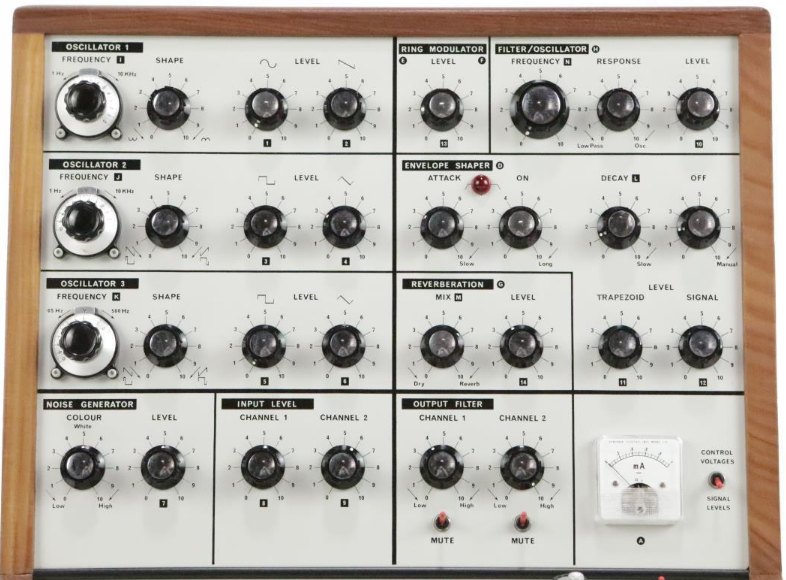 OSCILLATOR 1
FREQUENCY I SHAPE LEVEL
1 Hz 10 KHz
1 2
RING MODULATOR
E LEVEL F
13
FILTER/OSCILLATOR H
FREQUENCY N RESPONSE LEVEL
Low Pass Osc.
10
OSCILLATOR 2
FREQUENCY J SHAPE LEVEL
1 Hz 10 KHz
3 4
ENVELOPE SHAPER D
ATTACK ON DECAY L OFF
Slow Long Slow Manual
OSCILLATOR 3
FREQUENCY K SHAPE LEVEL
.05 Hz 500 Hz
5 6
REVERBERATION G
MIX M LEVEL
Dry Reverb
14
LEVEL
TRAPEZOID SIGNAL
11 12
NOISE GENERATOR
COLOUR LEVEL
White
Low High
7
INPUT LEVEL
CHANNEL 1 CHANNEL 2
8 9
OUTPUT FILTER
CHANNEL 1 CHANNEL 2
Low High Low High
MUTE MUTE
mA
A
CONTROL
VOLTAGES
SIGNAL
LEVELS